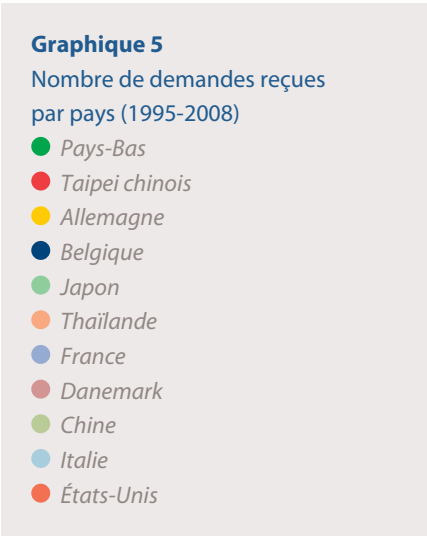 Graphique 5
Nombre de demandes reçues
par pays (1995-2008)
Pays-Bas
Taipei chinois
Allemagne
Belgique
Japon
Thaïlande
France
Danemark
Chine
Italie
États-Unis